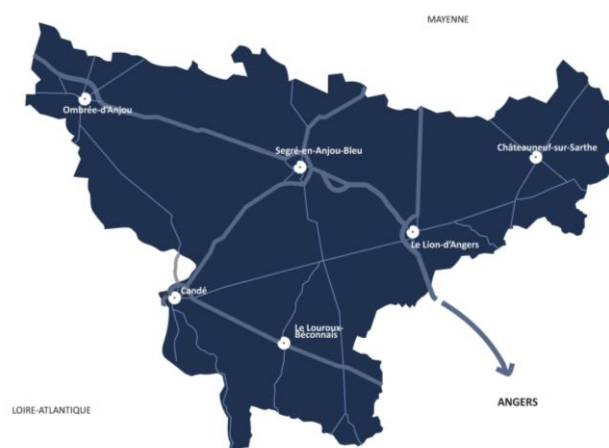 MAYENNE
Ombrée-d'Anjou
Segré-en-Anjou-Bleu
Châteauneuf-sur-Sarthe
Le Lion-d'Angers
Candé
Le Louroux-
Béconnais
ANGERS
LOIRE-ATLANTIQUE